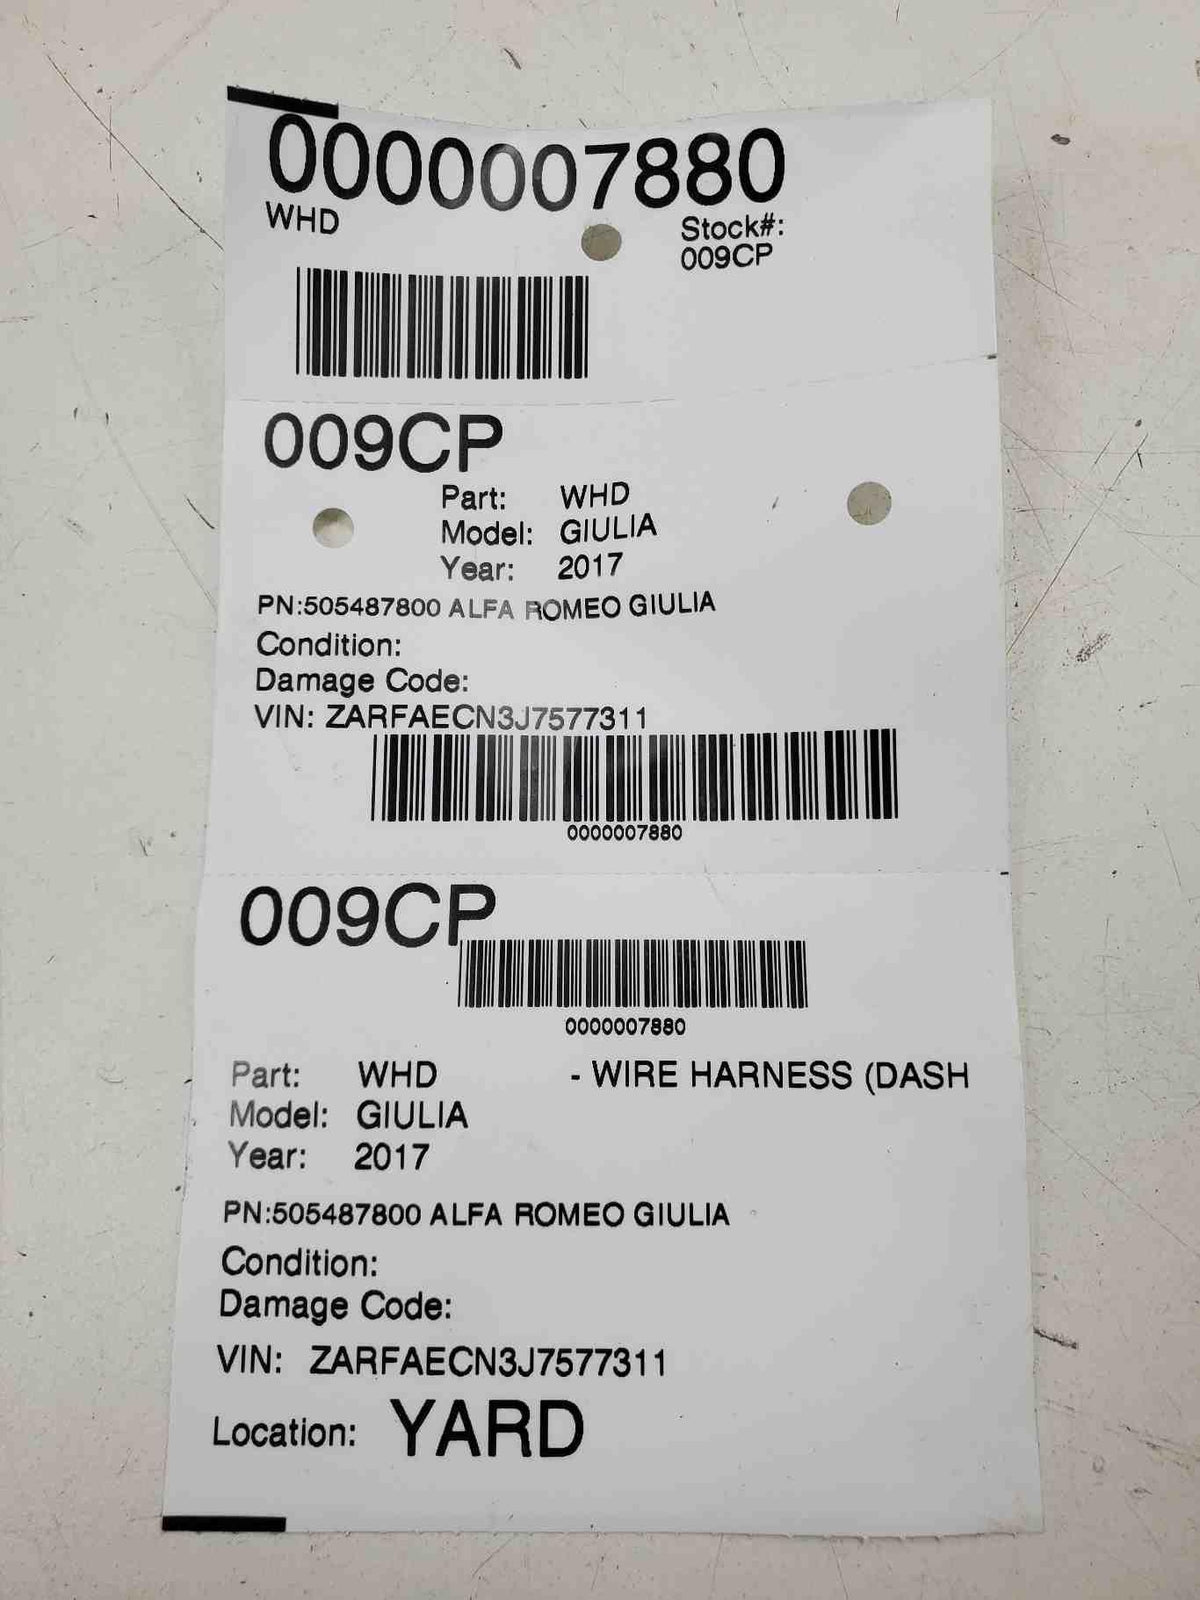 0000007880
WHD
Stock#:
009CP
009CP
Part: WHD
Model: GIULIA
Year: 2017
PN:505487800 ALFA ROMEO GIULIA
Condition:
Damage Code:
VIN: ZARFAECN3J7577311
0000007880
009CP
0000007880
Part: WHD - WIRE HARNESS (DASH
Model: GIULIA
Year: 2017
PN:505487800 ALFA ROMEO GIULIA
Condition:
Damage Code:
VIN: ZARFAECN3J7577311
Location: YARD